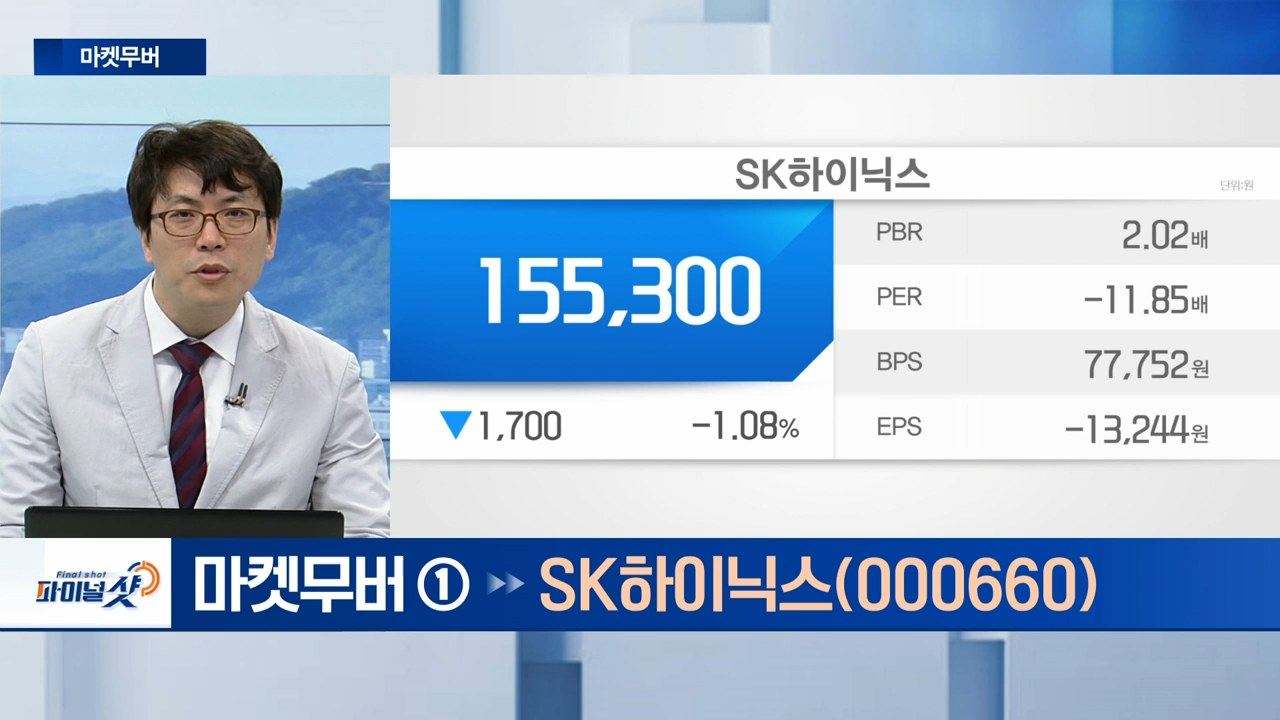 마켓무버
SK하이닉스
단위:원
155,300
▼1,700 -1.08%
PBR 2.02배
PER -11.85배
BPS 77,752원
EPS -13,244원
Final shot
파이널샷
마켓무버 ① SK하이닉스(000660)